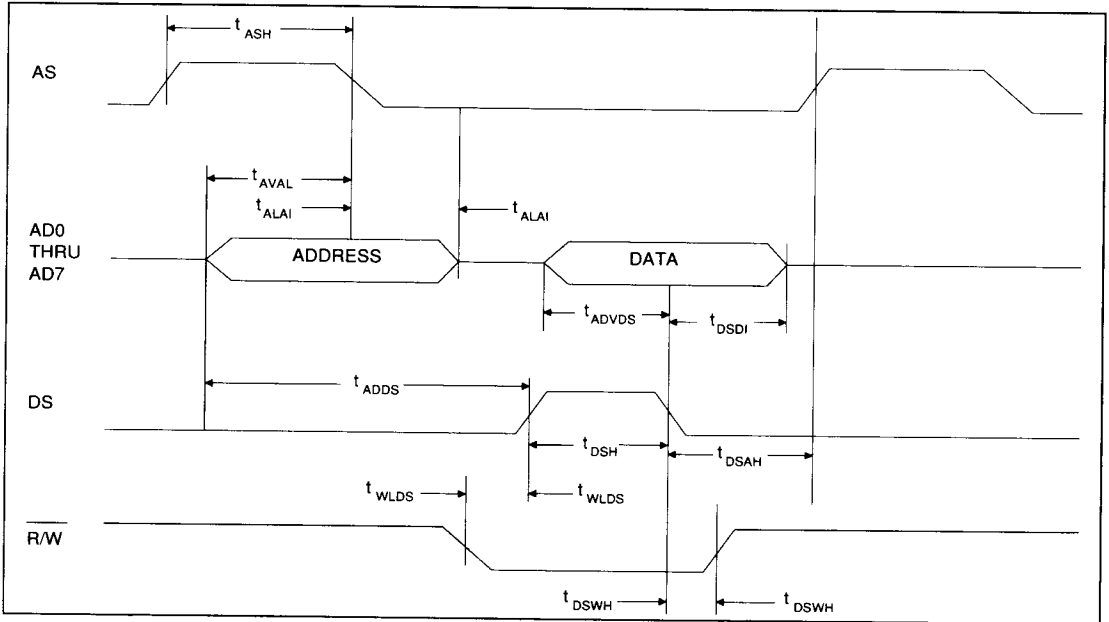 tASH
AS
tAVAL
tALAI
tALAI
AD0
THRU
AD7
ADDRESS
DATA
tADVDS
tDSDI
tADDS
DS
tDSH
tDSAH
tWLDS
tWLDS
R/W
tDSWH
tDSWH